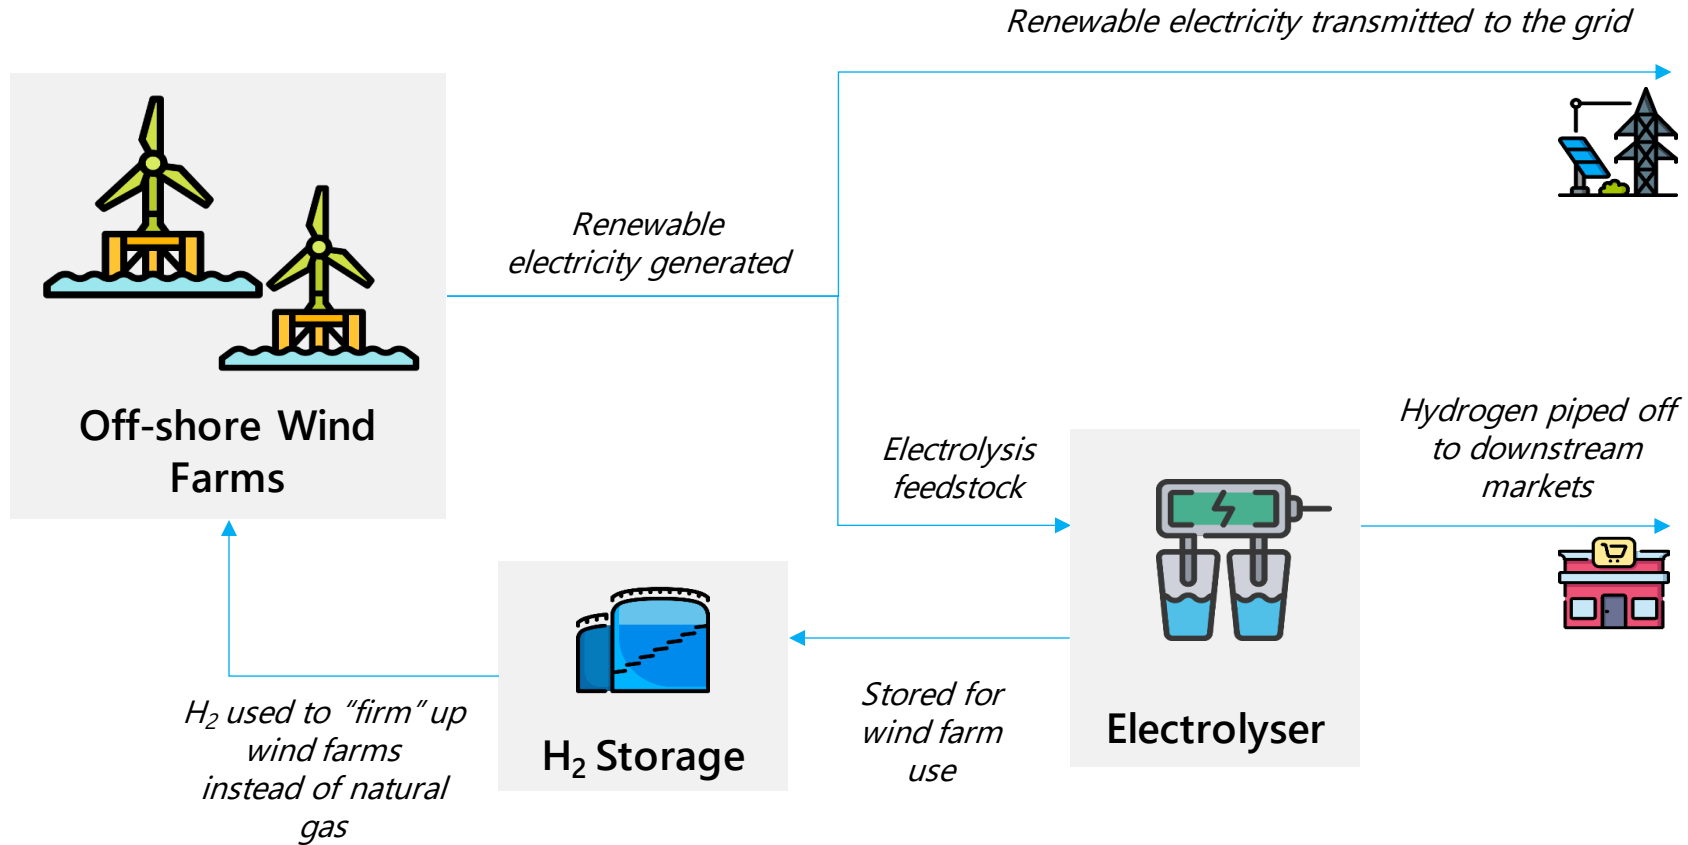 Renewable electricity transmitted to the grid
Renewable
electricity generated
Off-shore Wind
Farms
Electrolysis
feedstock
Hydrogen piped off
to downstream
markets
Electrolyser
Stored for
wind farm
use
H₂ Storage
H₂ used to “firm” up
wind farms
instead of natural
gas